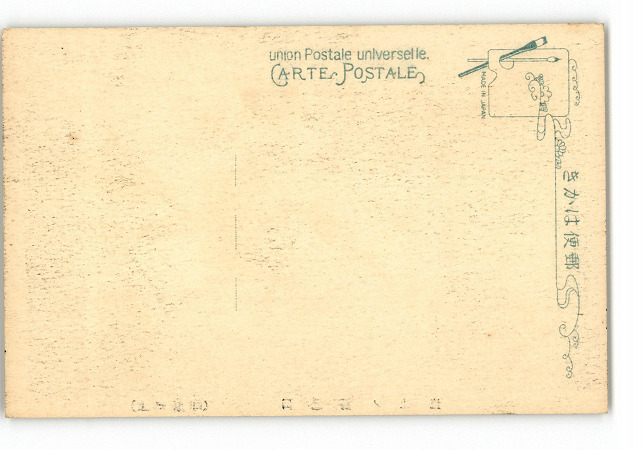 union Postale universelle.
CARTE POSTALE
MADE IN JAPAN
郵便はかき